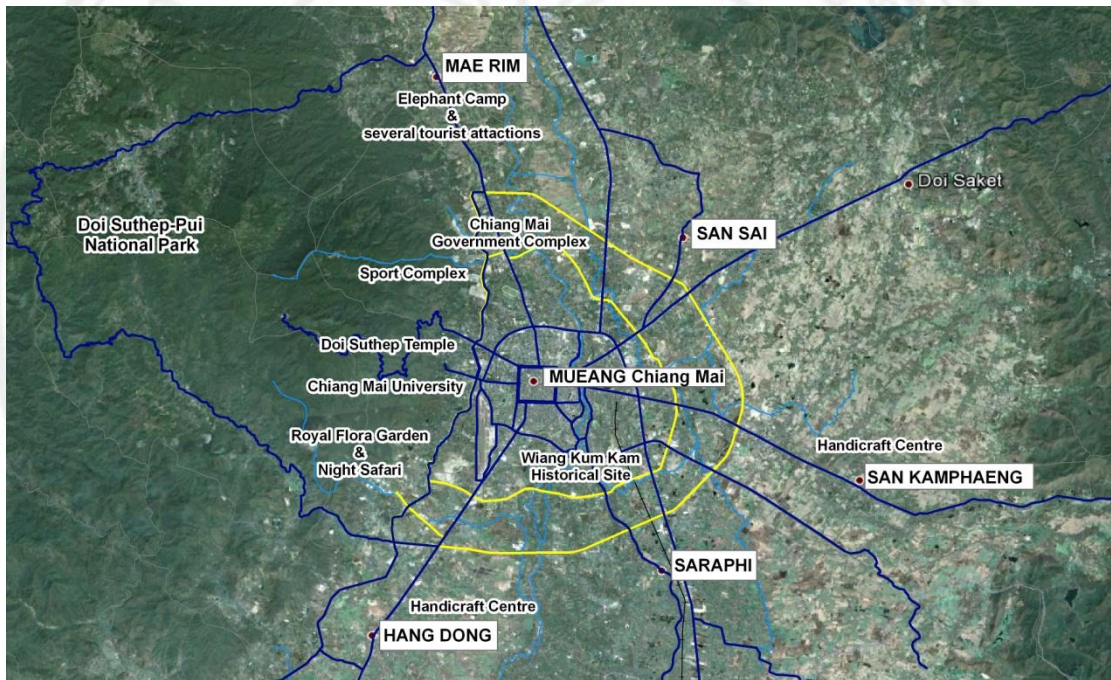 MAE RIM
Elephant Camp
&
several tourist attactions
Doi Saket
Doi Suthep-Pui
National Park
Chiang Mai
Government Complex
SAN SAI
Sport Complex
Doi Suthep Temple
MUEANG Chiang Mai
Chiang Mai University
Royal Flora Garden
&
Night Safari
Wiang Kum Kam
Historical Site
Handicraft Centre
SAN KAMPHAENG
SARAPHI
Handicraft Centre
HANG DONG